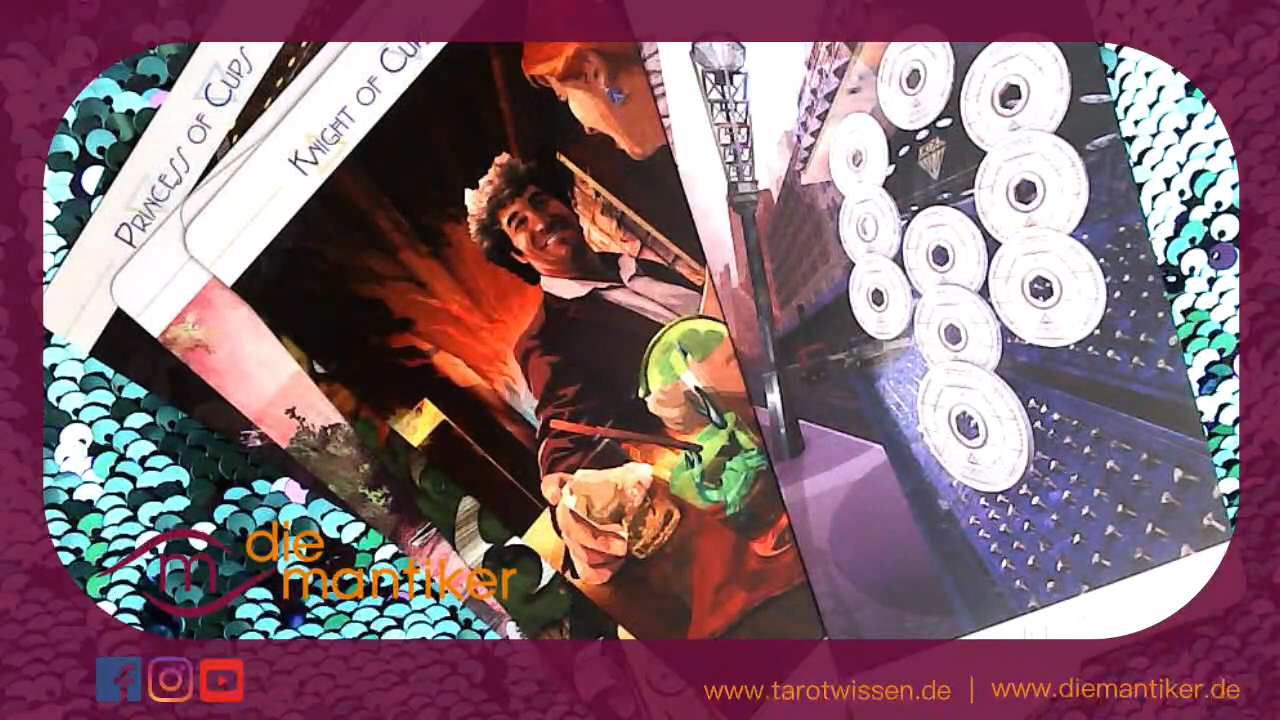 PRINCESS OF CUPS
KNIGHT OF CUPS
die
mantiker
www.tarotwissen.de | www.diemantiker.de